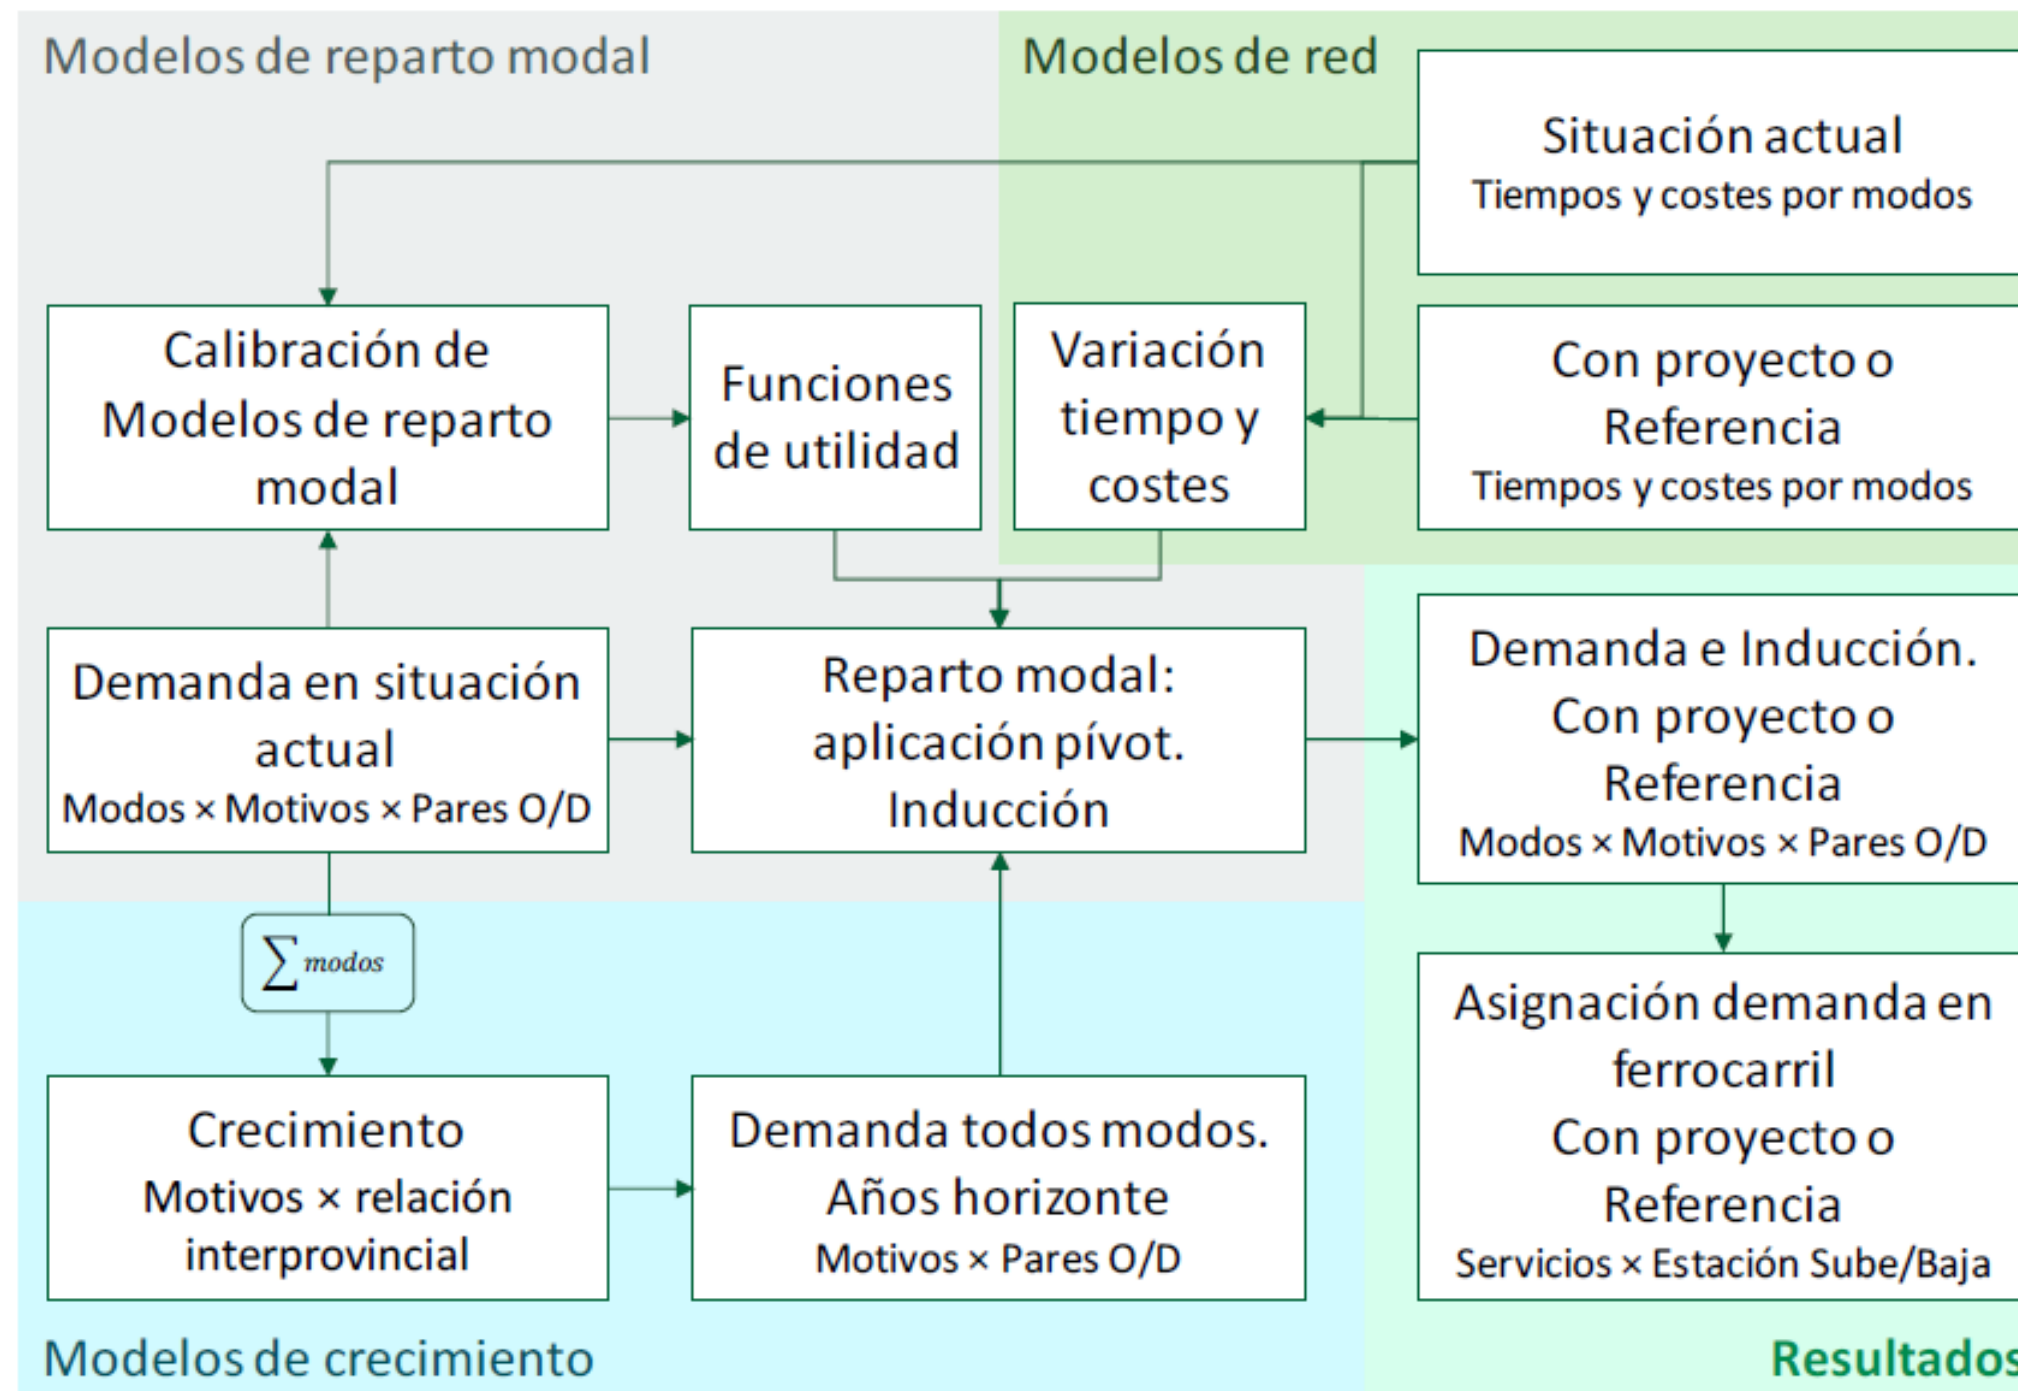 Modelos de reparto modal
Modelos de red
Situación actual
Tiempos y costes por modos
Calibración de
Modelos de reparto
modal
Funciones
de utilidad
Variación
tiempo y
costes
Con proyecto o
Referencia
Tiempos y costes por modos
Demanda en situación
actual
Modos × Motivos × Pares O/D
Reparto modal:
aplicación pívot.
Inducción
Demanda e Inducción.
Con proyecto o
Referencia
Modos × Motivos × Pares O/D
∑ modos
Crecimiento
Motivos × relación
interprovincial
Demanda todos modos.
Años horizonte
Motivos × Pares O/D
Asignación demanda en
ferrocarril
Con proyecto o
Referencia
Servicios × Estación Sube/Baja
Modelos de crecimiento
Resultados